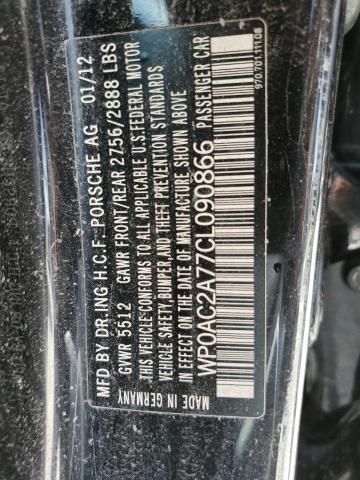 MFD BY DR.ING H.C.F. PORSCHE AG 01/12
GVWR 5512 GAWR FRONT/REAR 2756/2888 LBS
THIS VEHICLE CONFORMS TO ALL APPLICABLE U.S.FEDERAL MOTOR
VEHICLE SAFETY, BUMPER, AND THEFT PREVENTION STANDARDS
IN EFFECT ON THE DATE OF MANUFACTURE SHOWN ABOVE.
WP0AC2A77CL090866 PASSENGER CAR
MADE IN GERMANY
970.701.111.08